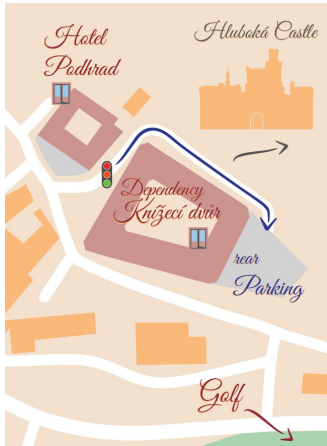 Hotel
Podhrad
Hluboká Castle
Dependency
Knížecí dvůr
rear
Parking
Golf